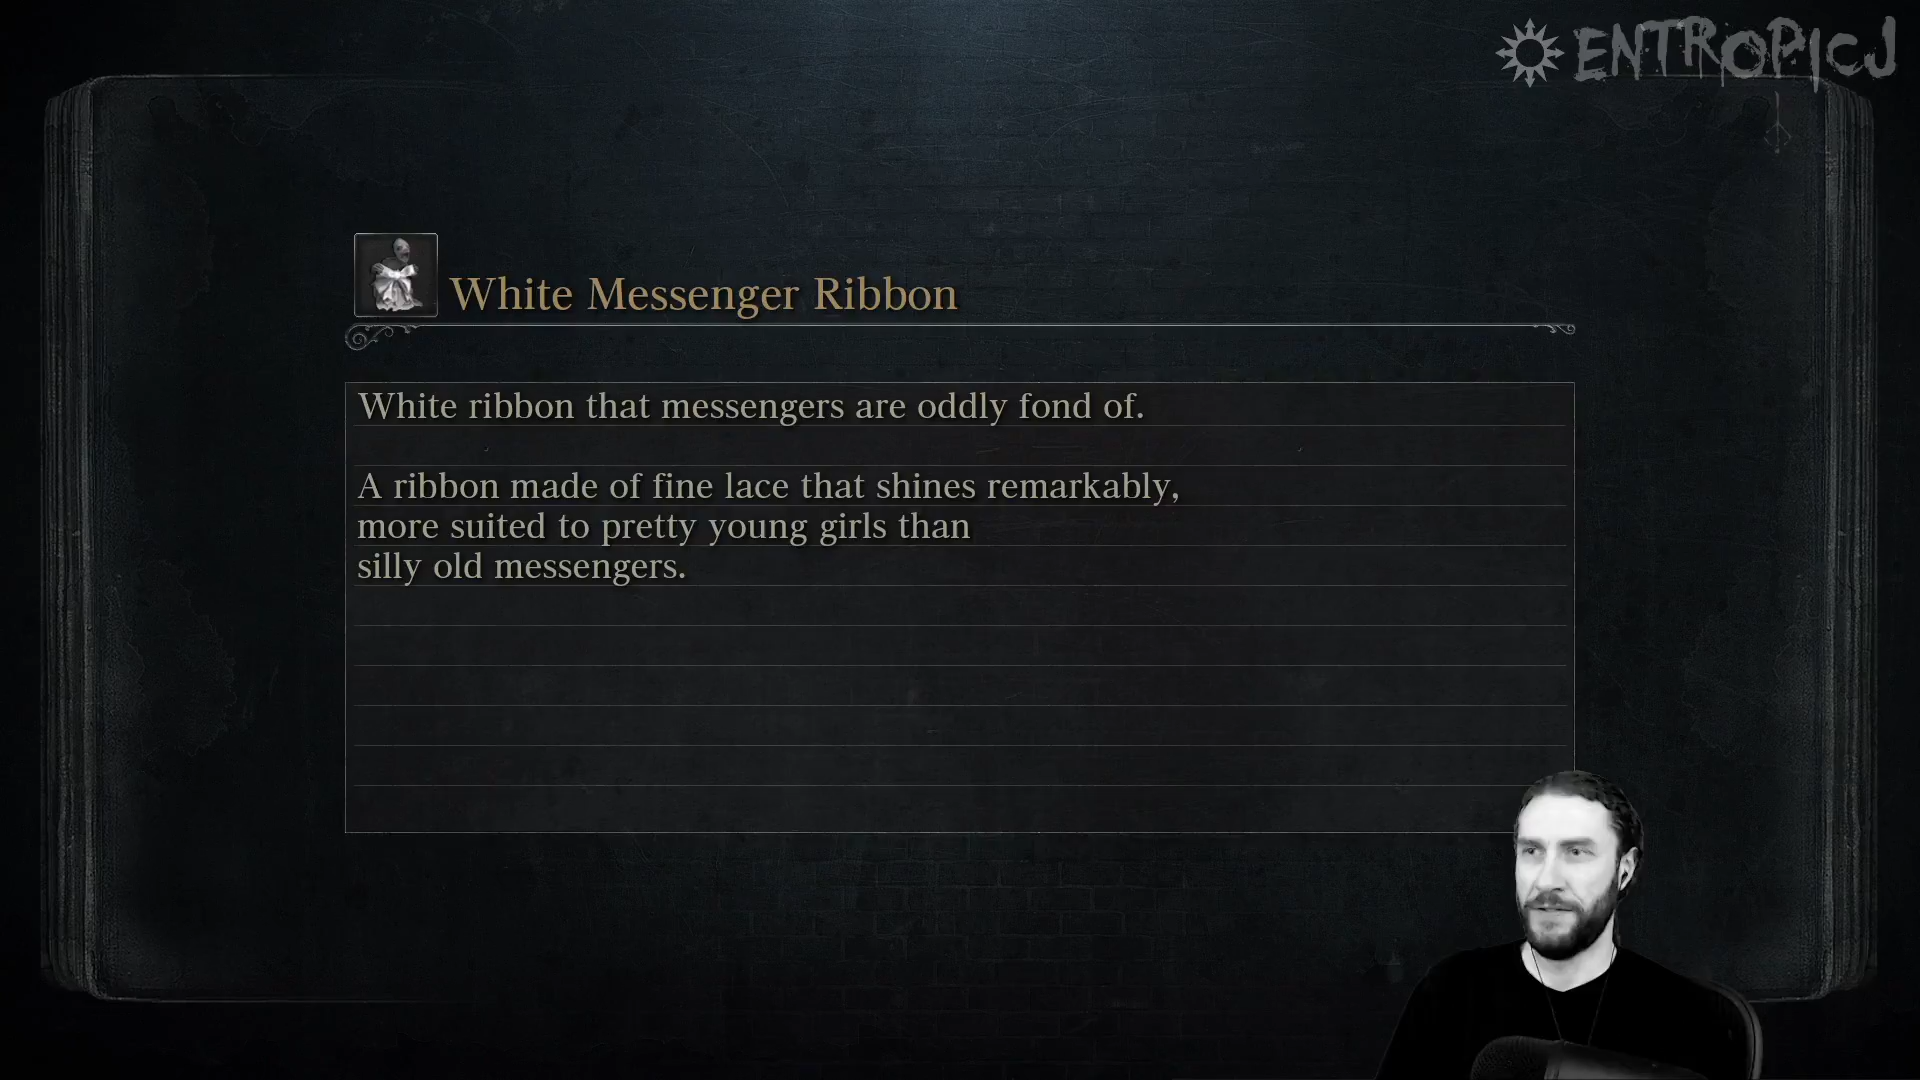 ENTROPICJ
White Messenger Ribbon
White ribbon that messengers are oddly fond of.
A ribbon made of fine lace that shines remarkably,
more suited to pretty young girls than
silly old messengers.